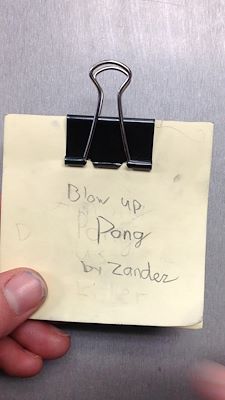 Blow up
Pong
by Zander